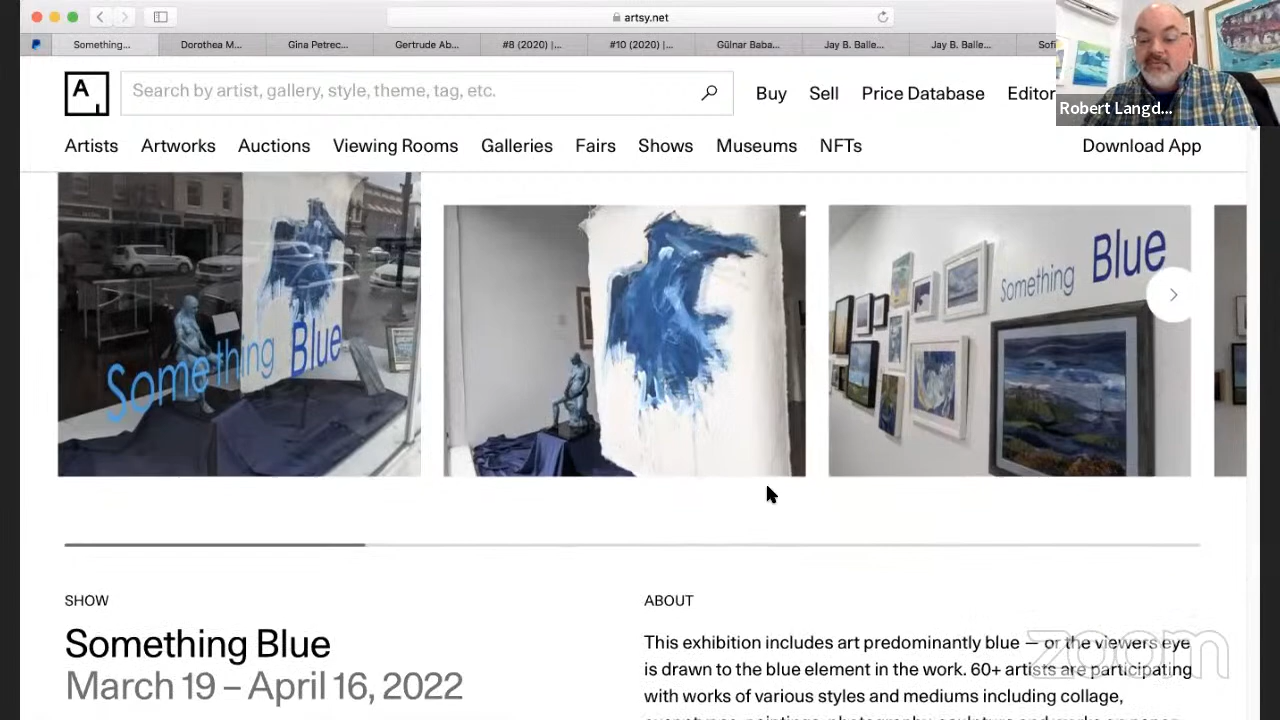 artsy.net
Something...
Dorothea M...
Gina Petrec...
Gertrude Ab...
#8 (2020) |...
#10 (2020) |...
Gülnar Baba...
Jay B. Balle...
Jay B. Balle...
Sofi
A
Search by artist, gallery, style, theme, tag, etc.
Buy
Sell
Price Database
Editor
Robert Langd...
Artists
Artworks
Auctions
Viewing Rooms
Galleries
Fairs
Shows
Museums
NFTs
Download App
Something Blue
Something Blue
SHOW
Something Blue
March 19 – April 16, 2022
ABOUT
This exhibition includes art predominantly blue — or the viewers eye
is drawn to the blue element in the work. 60+ artists are participating
with works of various styles and mediums including collage,
zoom